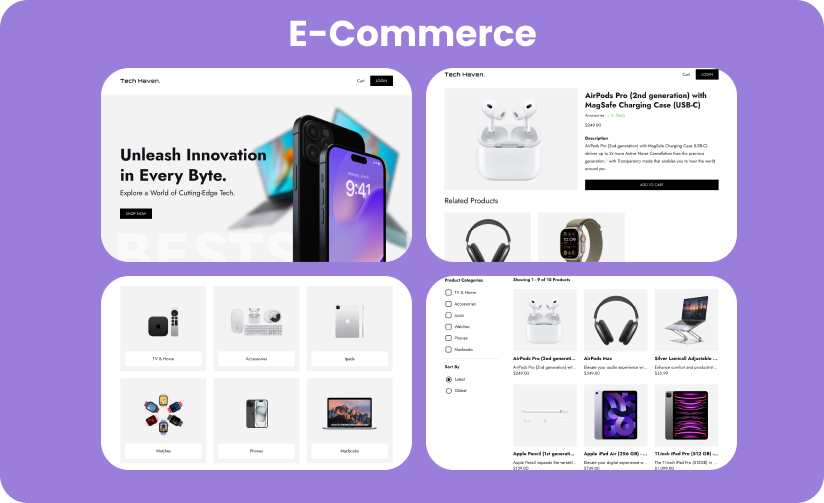 E-Commerce
Tech Haven.
Cart
LOGIN
Unleash Innovation
in Every Byte.
Explore a World of Cutting-Edge Tech.
SHOP NOW
BESTS
9:41
Tech Haven.
Cart
LOGIN
AirPods Pro (2nd generation) with
MagSafe Charging Case (USB-C)
Accessories | In Stock
$249.00
Description
AirPods Pro (2nd generation) with MagSafe Charging Case (USB-C)
deliver up to 2x more Active Noise Cancellation than the previous
generation,¹ with Transparency mode that enables you to hear the world
around you.
ADD TO CART
Related Products
10:09
TV & Home
Accessories
Ipads
Watches
Phones
Macbooks
Product Categories
TV & Home
Accessories
Ipads
Watches
Phones
Macbooks
Sort By
Latest
Oldest
Showing 1 - 9 of 15 Products
AirPods Pro (2nd generati...
AirPods Pro (2nd generation) wit...
$249.00
AirPods Max
Elevate your audio experience w...
$549.00
Silver Lamicall Adjustable ...
Enhance comfort and productivit...
$35.99
Apple Pencil (1st generati...
Apple Pencil expands the versatil...
$129.00
Apple iPad Air (256 GB) - ...
Elevate your digital experience w...
$749.00
11-inch iPad Pro (512 GB) - ...
The 11-inch iPad Pro (512GB) in ...
$1,099.00